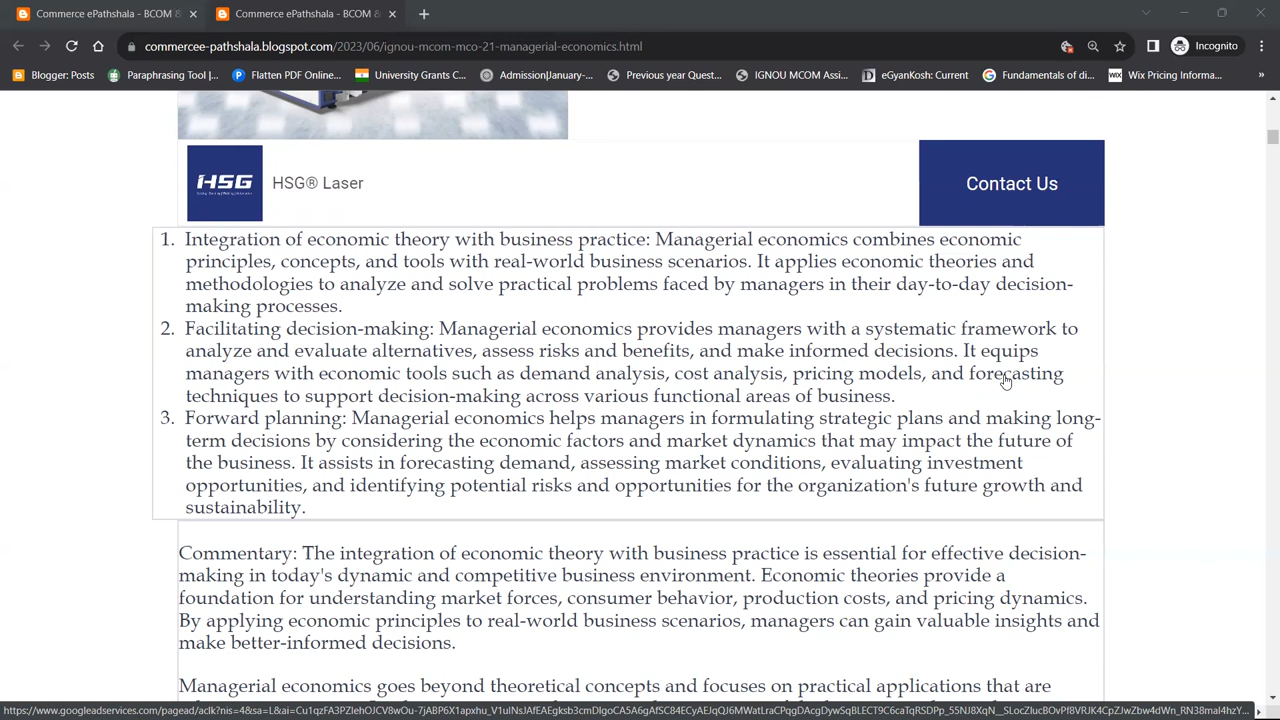 Commerce ePathshala - BCOM &
Commerce ePathshala - BCOM &
commercee-pathshala.blogspot.com/2023/06/ignou-mcom-mco-21-managerial-economics.html
Incognito
Blogger: Posts
Paraphrasing Tool |...
Flatten PDF Online...
University Grants C...
Admission|January-...
Previous year Quest...
IGNOU MCOM Assi...
eGyanKosh: Current
Fundamentals of di...
Wix Pricing Informa...
HSG
HSG® Laser
Contact Us
1. Integration of economic theory with business practice: Managerial economics combines economic
principles, concepts, and tools with real-world business scenarios. It applies economic theories and
methodologies to analyze and solve practical problems faced by managers in their day-to-day decision-
making processes.
2. Facilitating decision-making: Managerial economics provides managers with a systematic framework to
analyze and evaluate alternatives, assess risks and benefits, and make informed decisions. It equips
managers with economic tools such as demand analysis, cost analysis, pricing models, and forecasting
techniques to support decision-making across various functional areas of business.
3. Forward planning: Managerial economics helps managers in formulating strategic plans and making long-
term decisions by considering the economic factors and market dynamics that may impact the future of
the business. It assists in forecasting demand, assessing market conditions, evaluating investment
opportunities, and identifying potential risks and opportunities for the organization's future growth and
sustainability.
Commentary: The integration of economic theory with business practice is essential for effective decision-
making in today's dynamic and competitive business environment. Economic theories provide a
foundation for understanding market forces, consumer behavior, production costs, and pricing dynamics.
By applying economic principles to real-world business scenarios, managers can gain valuable insights and
make better-informed decisions.
Managerial economics goes beyond theoretical concepts and focuses on practical applications that are